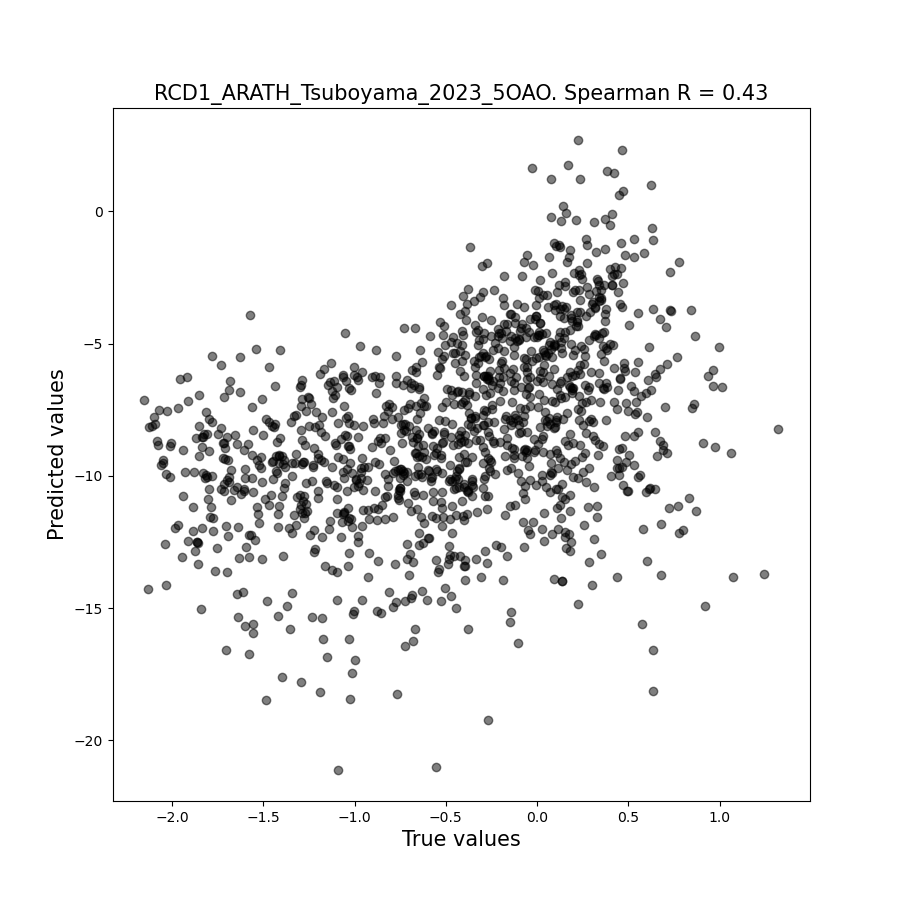 RCD1_ARATH_Tsuboyama_2023_5OAO. Spearman R = 0.43
Predicted values
0
−5
−10
−15
−20
−2.0 −1.5 −1.0 −0.5 0.0 0.5 1.0
True values